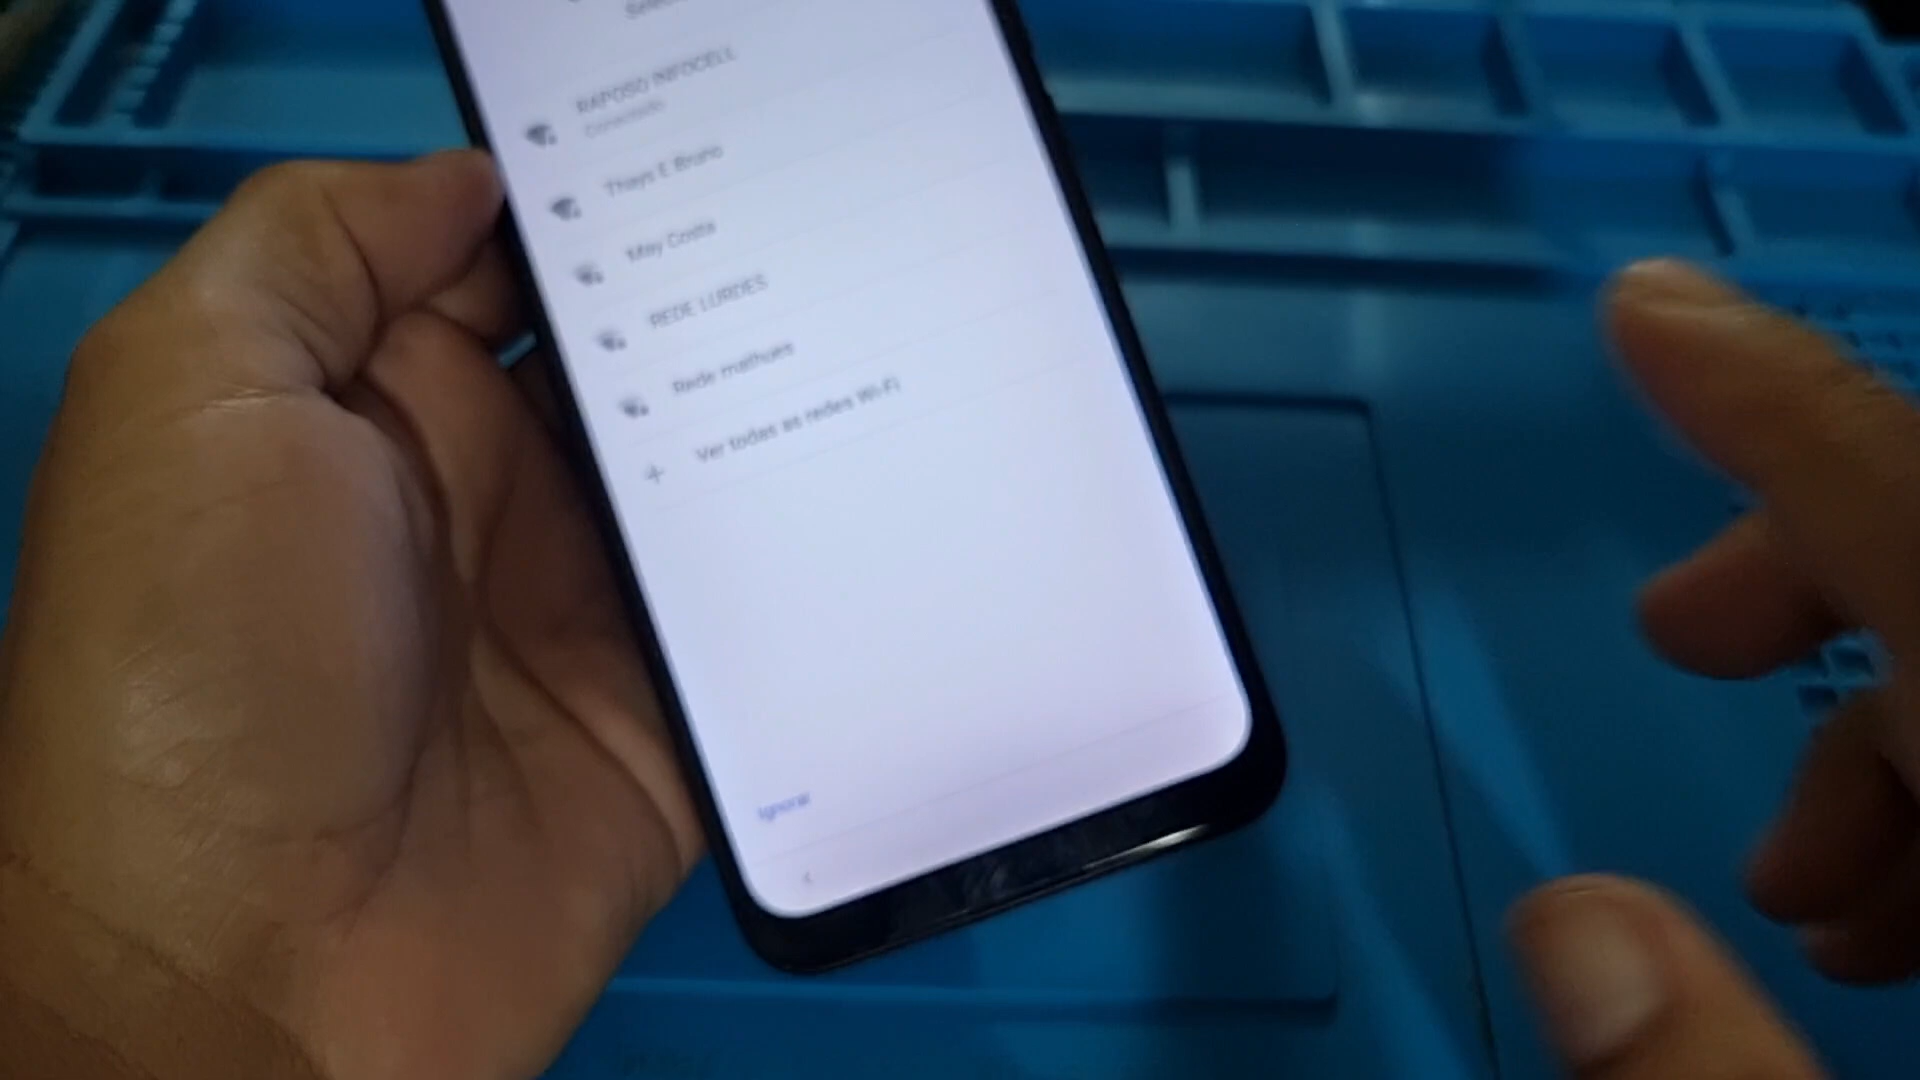 RAPOSO INFOCELL
Conectado
Thays E Bruno
May Costa
REDE LURDES
Rede mathues
Ver todas as redes Wi-Fi
Ignorar